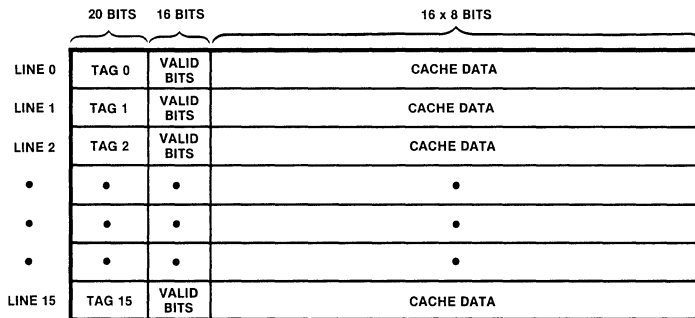 20 BITS 16 BITS 16 x 8 BITS
LINE 0 TAG 0 VALID BITS CACHE DATA
LINE 1 TAG 1 VALID BITS CACHE DATA
LINE 2 TAG 2 VALID BITS CACHE DATA
LINE 15 TAG 15 VALID BITS CACHE DATA